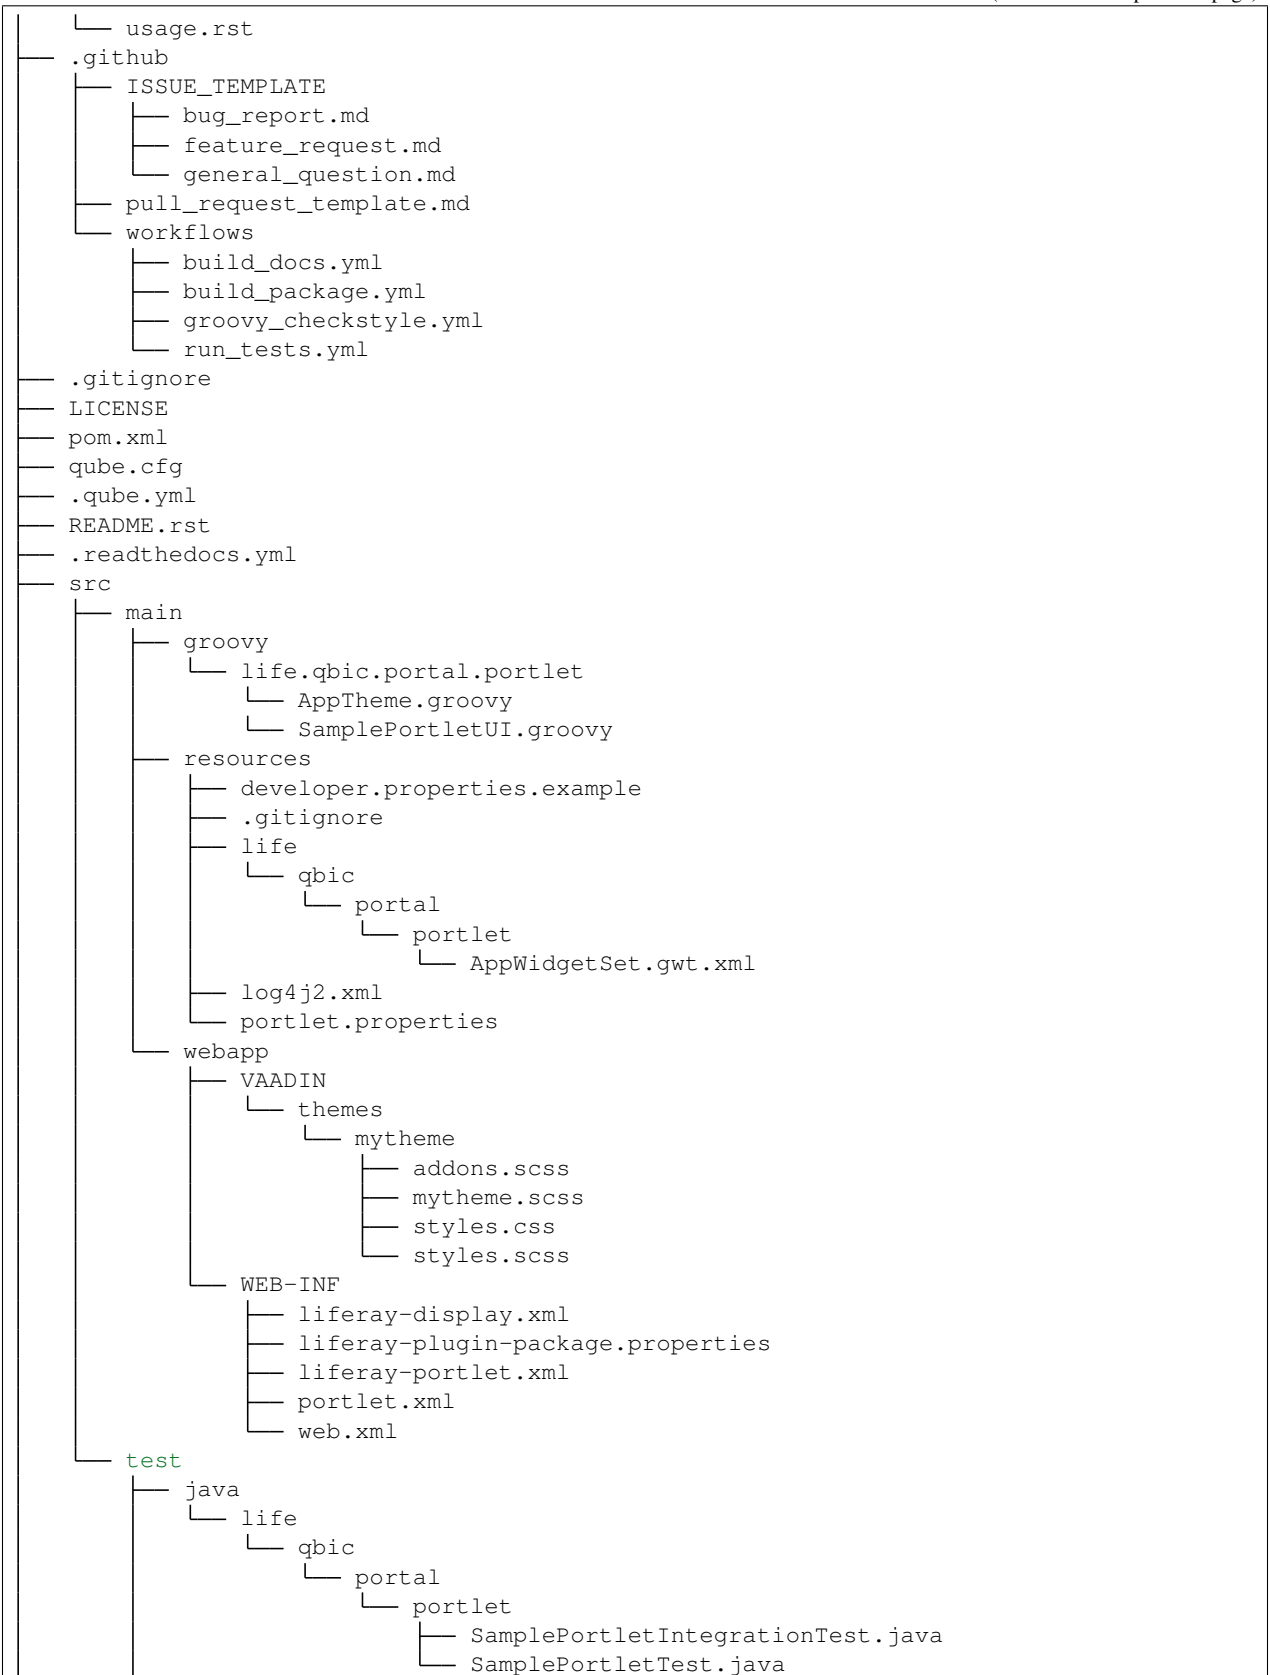 usage.rst
.github
ISSUE_TEMPLATE
bug_report.md
feature_request.md
general_question.md
pull_request_template.md
workflows
build_docs.yml
build_package.yml
groovy_checkstyle.yml
run_tests.yml
.gitignore
LICENSE
pom.xml
qube.cfg
.qube.yml
README.rst
.readthedocs.yml
src
main
groovy
life.qbic.portal.portlet
AppTheme.groovy
SamplePortletUI.groovy
resources
developer.properties.example
.gitignore
life
qbic
portal
portlet
AppWidgetSet.gwt.xml
log4j2.xml
portlet.properties
webapp
VAADIN
themes
mytheme
addons.scss
mytheme.scss
styles.css
styles.scss
WEB-INF
liferay-display.xml
liferay-plugin-package.properties
liferay-portlet.xml
portlet.xml
web.xml
test
java
life
qbic
portal
portlet
SamplePortletIntegrationTest.java
SamplePortletTest.java